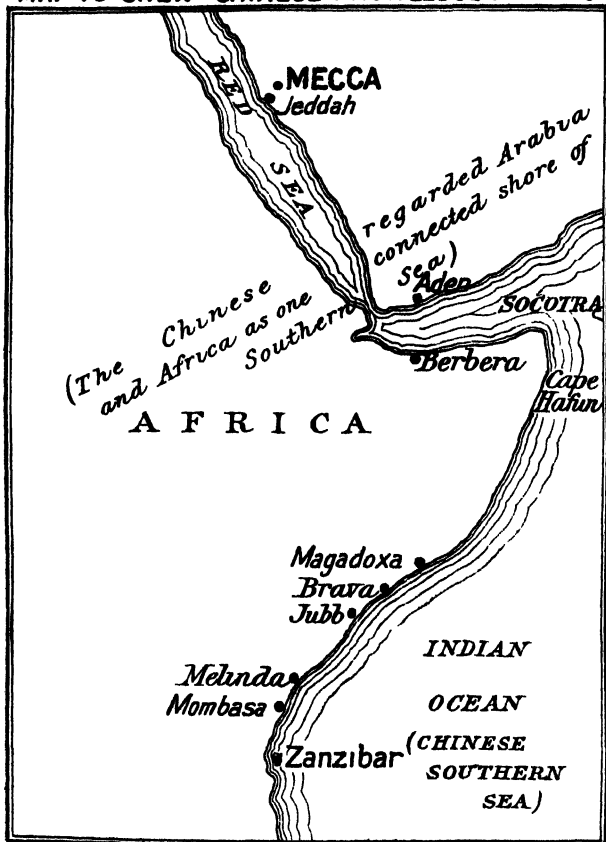 RED
SEA
MECCA
Jeddah
(The Chinese regarded Arabia
and Africa as one connected shore of
Southern Sea)
Aden
SOCOTRA
Berbera
Cape
Hafun
AFRICA
Magadoxa
Brava
Jubb
Melinda
Mombasa
Zanzibar
INDIAN
OCEAN
(CHINESE
SOUTHERN
SEA)